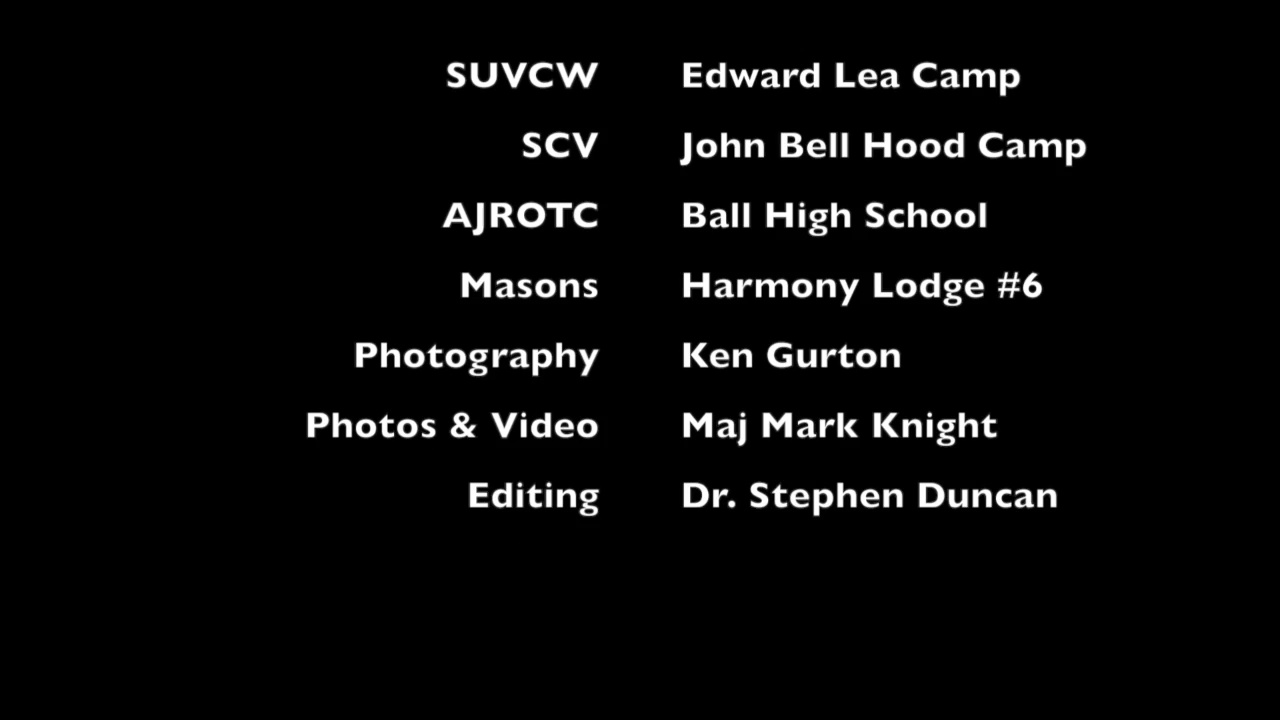 SUVCW Edward Lea Camp
SCV John Bell Hood Camp
AJROTC Ball High School
Masons Harmony Lodge #6
Photography Ken Gurton
Photos & Video Maj Mark Knight
Editing Dr. Stephen Duncan